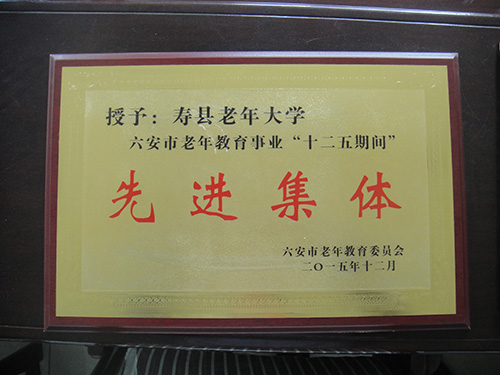 授予：寿县老年大学
六安市老年教育事业“十二五期间”
先进集体
六安市老年教育委员会
二〇一五年十二月